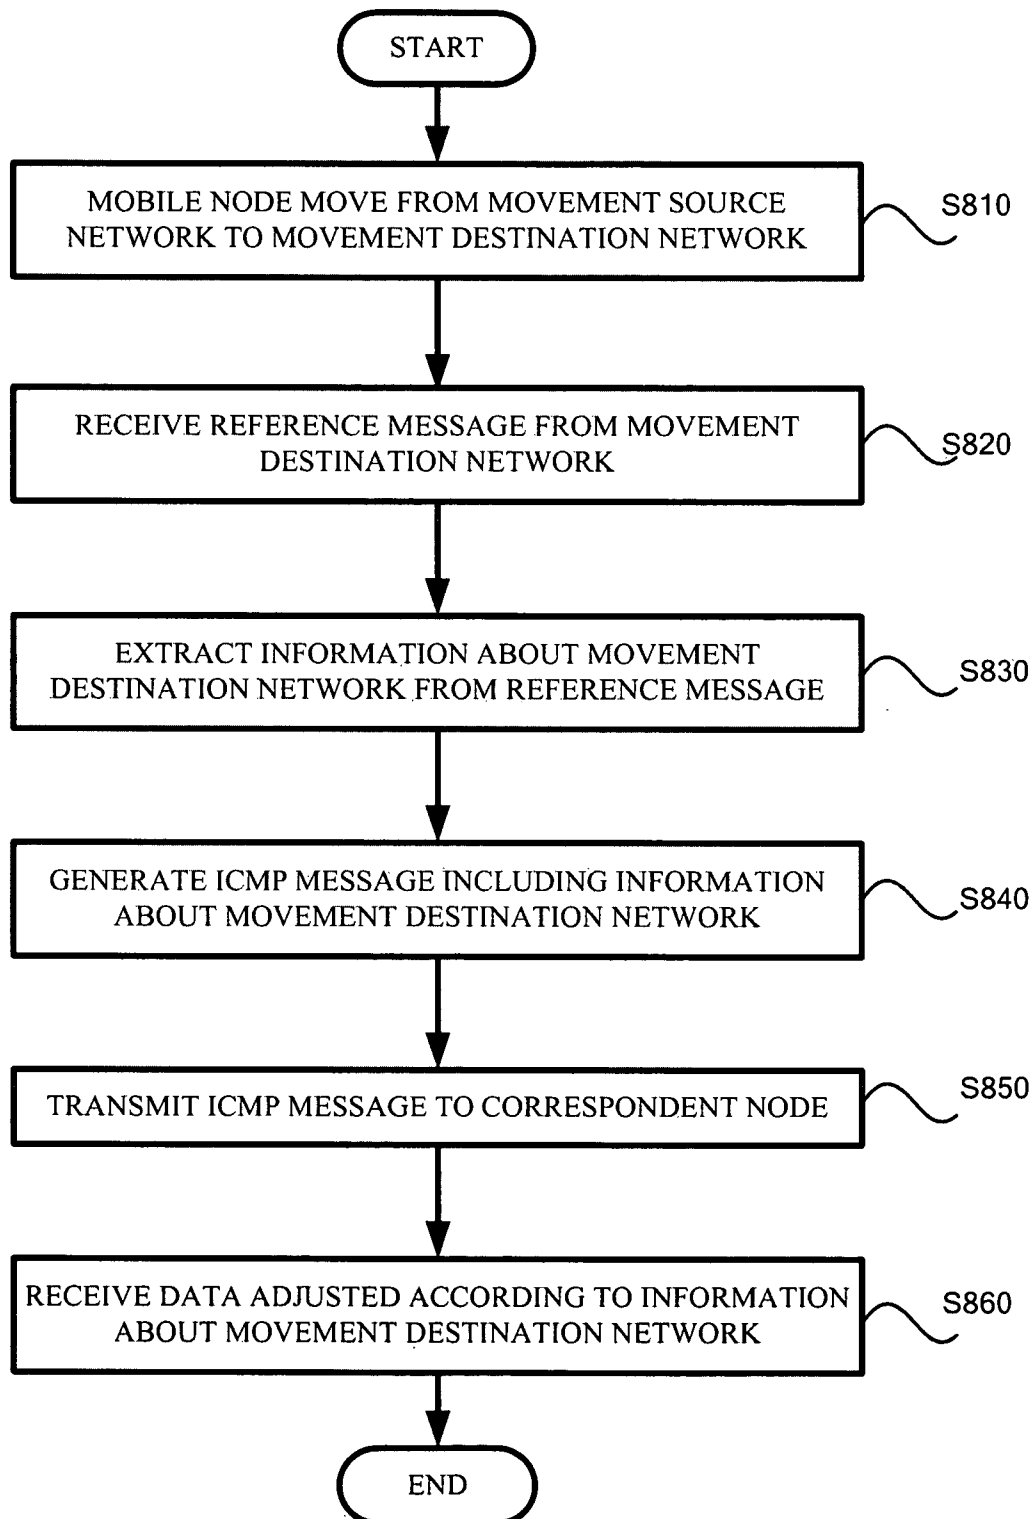 START
MOBILE NODE MOVE FROM MOVEMENT SOURCE
NETWORK TO MOVEMENT DESTINATION NETWORK
S810
RECEIVE REFERENCE MESSAGE FROM MOVEMENT
DESTINATION NETWORK
S820
EXTRACT INFORMATION ABOUT MOVEMENT
DESTINATION NETWORK FROM REFERENCE MESSAGE
S830
GENERATE ICMP MESSAGE INCLUDING INFORMATION
ABOUT MOVEMENT DESTINATION NETWORK
S840
TRANSMIT ICMP MESSAGE TO CORRESPONDENT NODE
S850
RECEIVE DATA ADJUSTED ACCORDING TO INFORMATION
ABOUT MOVEMENT DESTINATION NETWORK
S860
END